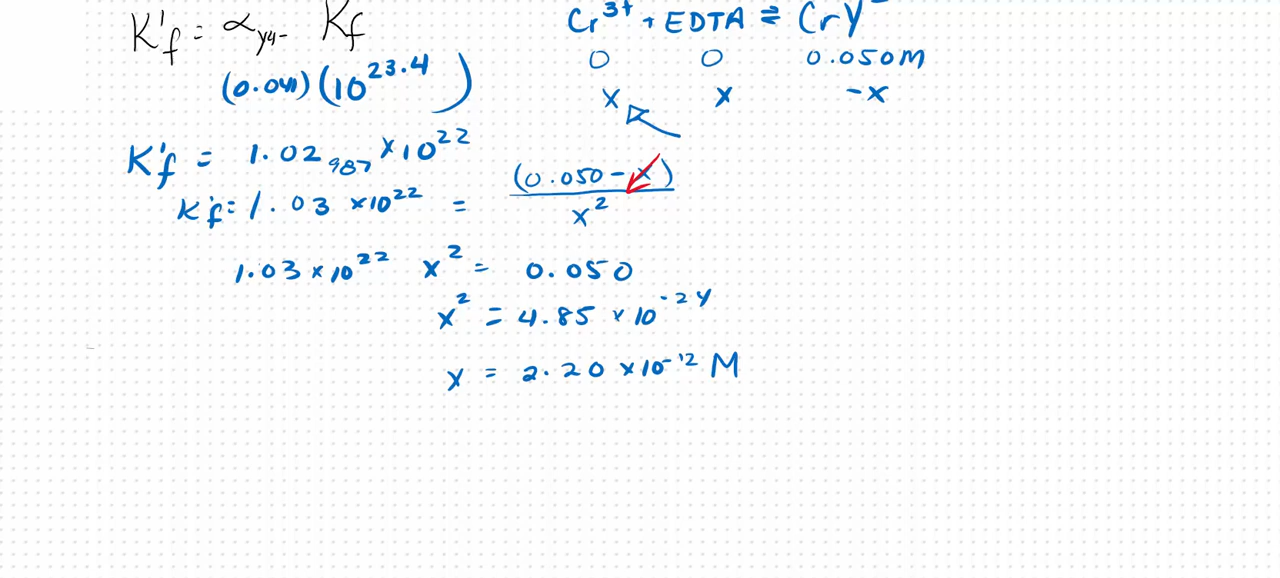 K'f = αY4- Kf
(0.041)(10^23.4)
Cr^3+ + EDTA ⇌ CrY^-
0 0 0.050M
x x -x
K'f = 1.02987 ×10^22
K'f = 1.03 ×10^22 = (0.050 - x) / x^2
1.03 × 10^22 x^2 = 0.050
x^2 = 4.85 × 10^-24
x = 2.20 ×10^-12 M